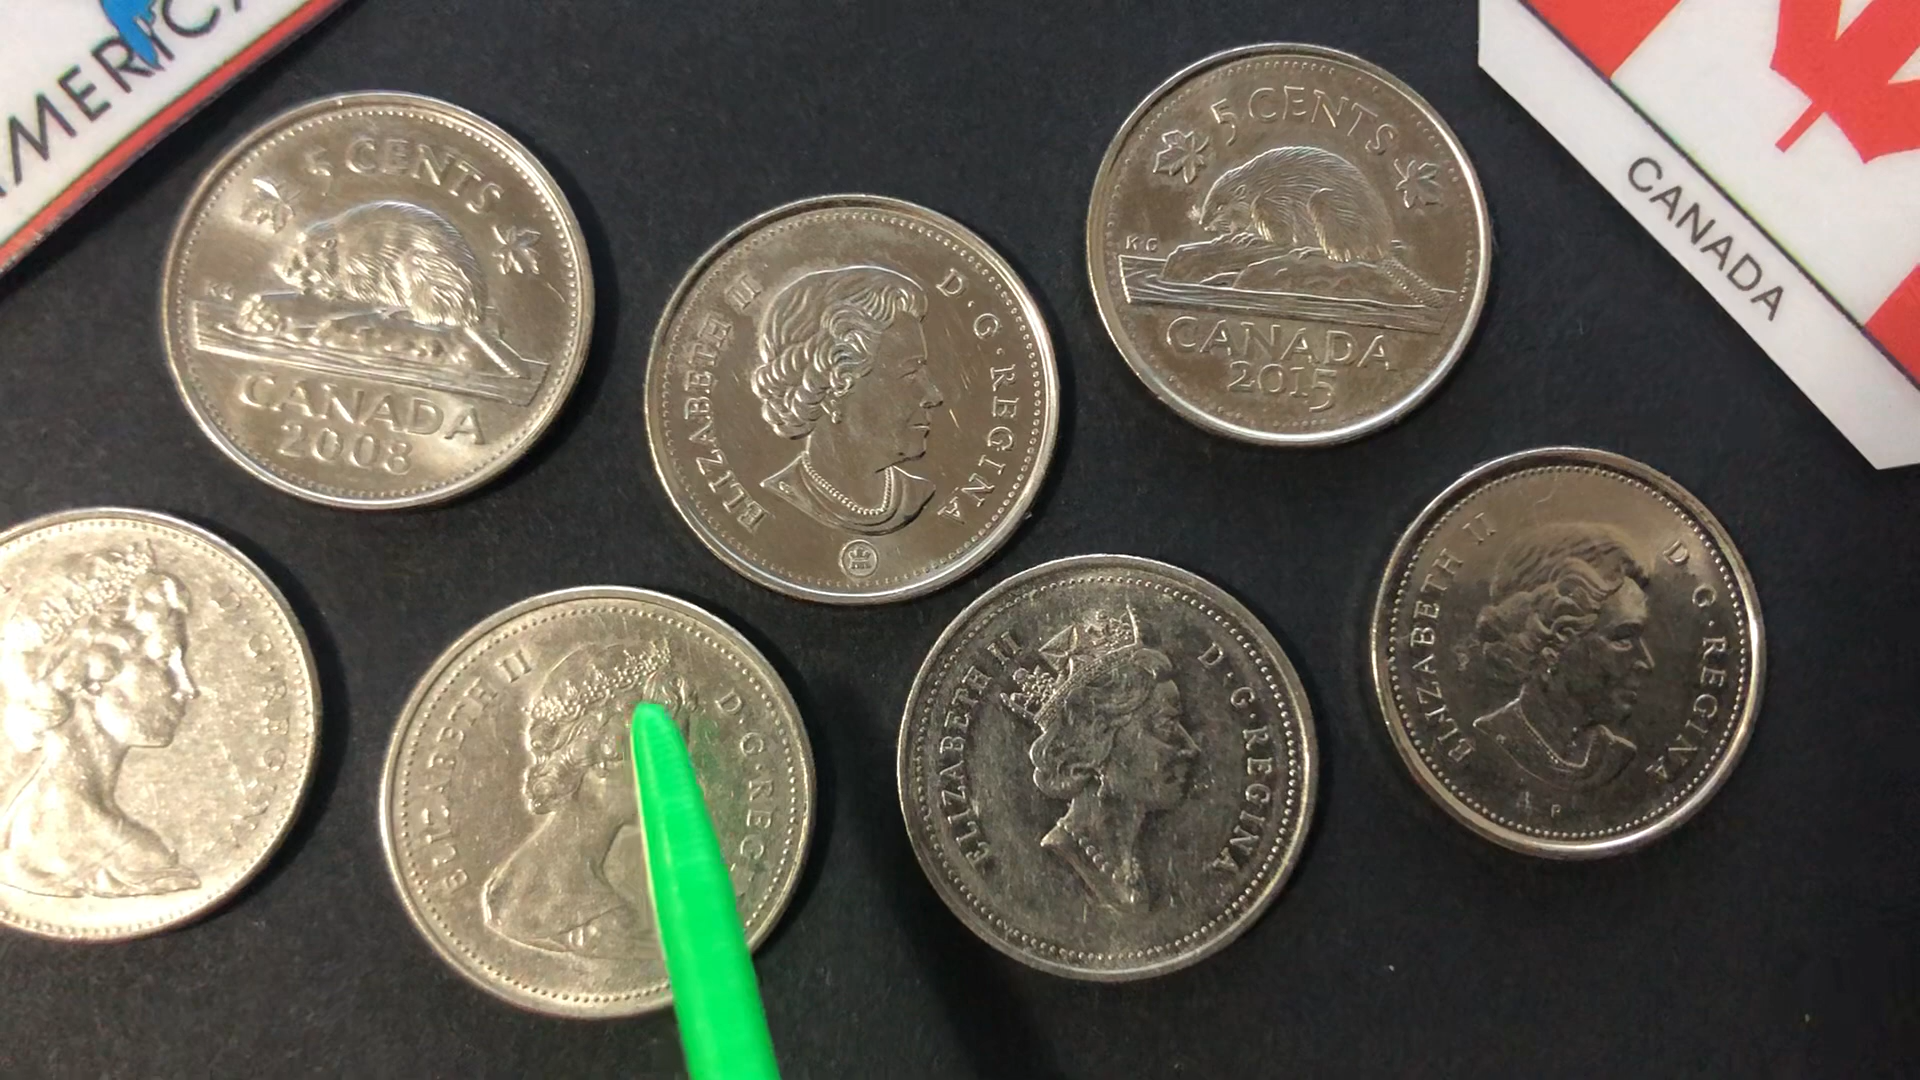 AMERICA
5 CENTS
CANADA
2008
ELIZABETH II
D·G·REGINA
5 CENTS
KG
CANADA
2015
CANADA
D·G·REGINA
ELIZABETH II
D·G·REG
ELIZABETH II
D·G·REGINA
ELIZABETH II
D·G·REGINA
P